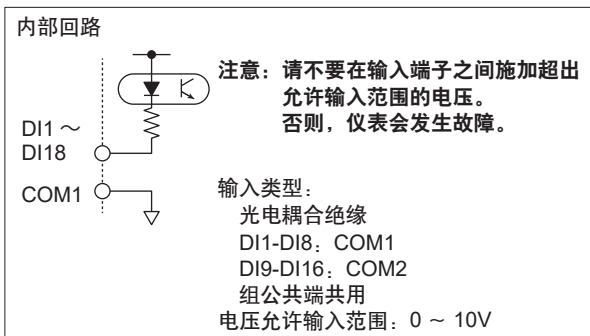 内部回路
注意：请不要在输入端子之间施加超出
允许输入范围的电压。
否则，仪表会发生故障。
DI1～
DI18
COM1
输入类型：
光电耦合绝缘
DI1-DI8：COM1
DI9-DI16：COM2
组公共端共用
电压允许输入范围：0 ～ 10V